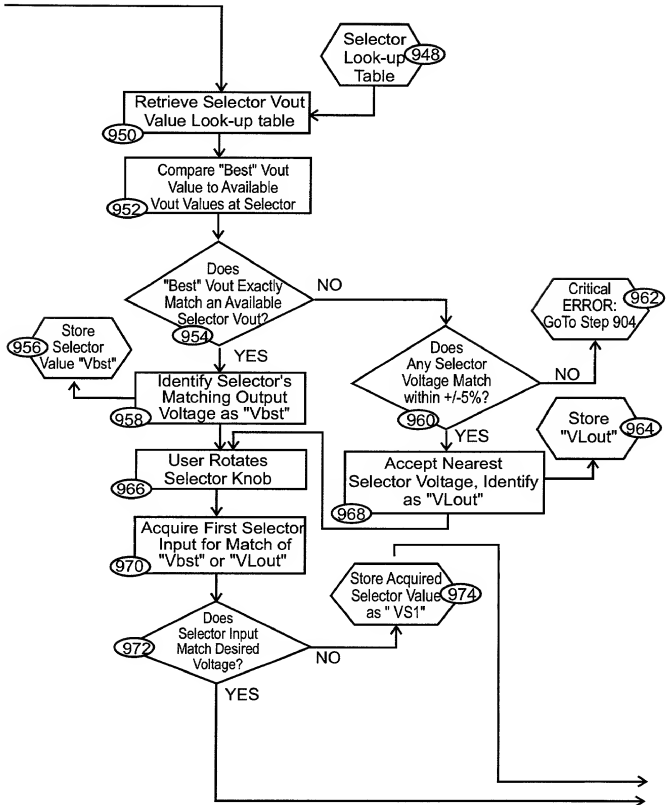 Selector
Look-up
Table
948
Retrieve Selector Vout
Value Look-up table
950
Compare "Best" Vout
Value to Available
Vout Values at Selector
952
Does
"Best" Vout Exactly
Match an Available
Selector Vout?
954
NO
YES
Store
Selector
Value "Vbst"
956
Identify Selector's
Matching Output
Voltage as "Vbst"
958
Does
Any Selector
Voltage Match
within +/-5%?
960
NO
YES
Critical
ERROR:
GoTo Step 904
962
Store
"VLout"
964
User Rotates
Selector Knob
966
Accept Nearest
Selector Voltage, Identify
as "VLout"
968
Acquire First Selector
Input for Match of
"Vbst" or "VLout"
970
Does
Selector Input
Match Desired
Voltage?
972
NO
YES
Store Acquired
Selector Value
as " VS1"
974